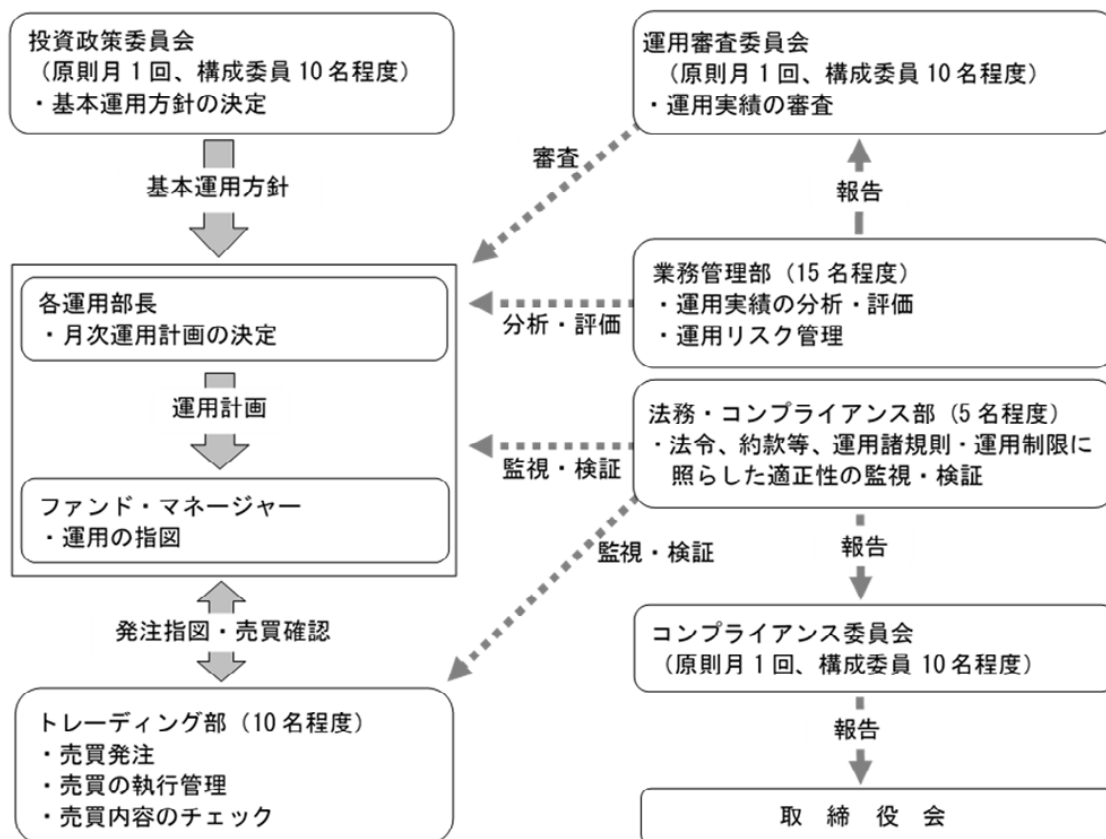 投資政策委員会
(原則月1回、構成委員10名程度)
・基本運用方針の決定
基本運用方針
各運用部長
・月次運用計画の決定
運用計画
ファンド・マネージャー
・運用の指図
発注指図・売買確認
トレーディング部(10名程度)
・売買発注
・売買の執行管理
・売買内容のチェック
審査
分析・評価
監視・検証
監視・検証
運用審査委員会
(原則月1回、構成委員10名程度)
・運用実績の審査
報告
業務管理部(15名程度)
・運用実績の分析・評価
・運用リスク管理
法務・コンプライアンス部(5名程度)
・法令、約款等、運用諸規則・運用制限に
照らした適正性の監視・検証
報告
コンプライアンス委員会
(原則月1回、構成委員10名程度)
報告
取締役会